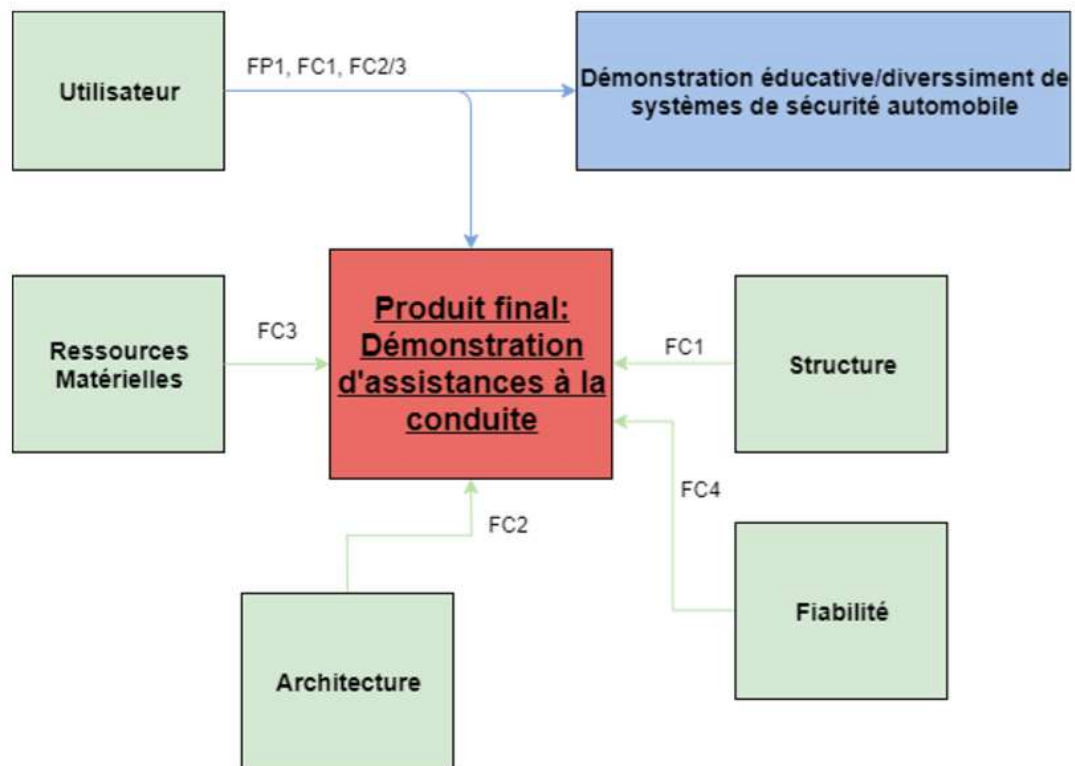 FP1, FC1, FC2/3
Utilisateur
Démonstration éducative/diverssiment de
systèmes de sécurité automobile
Produit final:
Démonstration
d'assistances à la
conduite
FC3
Ressources
Matérielles
FC1
Structure
FC4
FC2
Fiabilité
Architecture